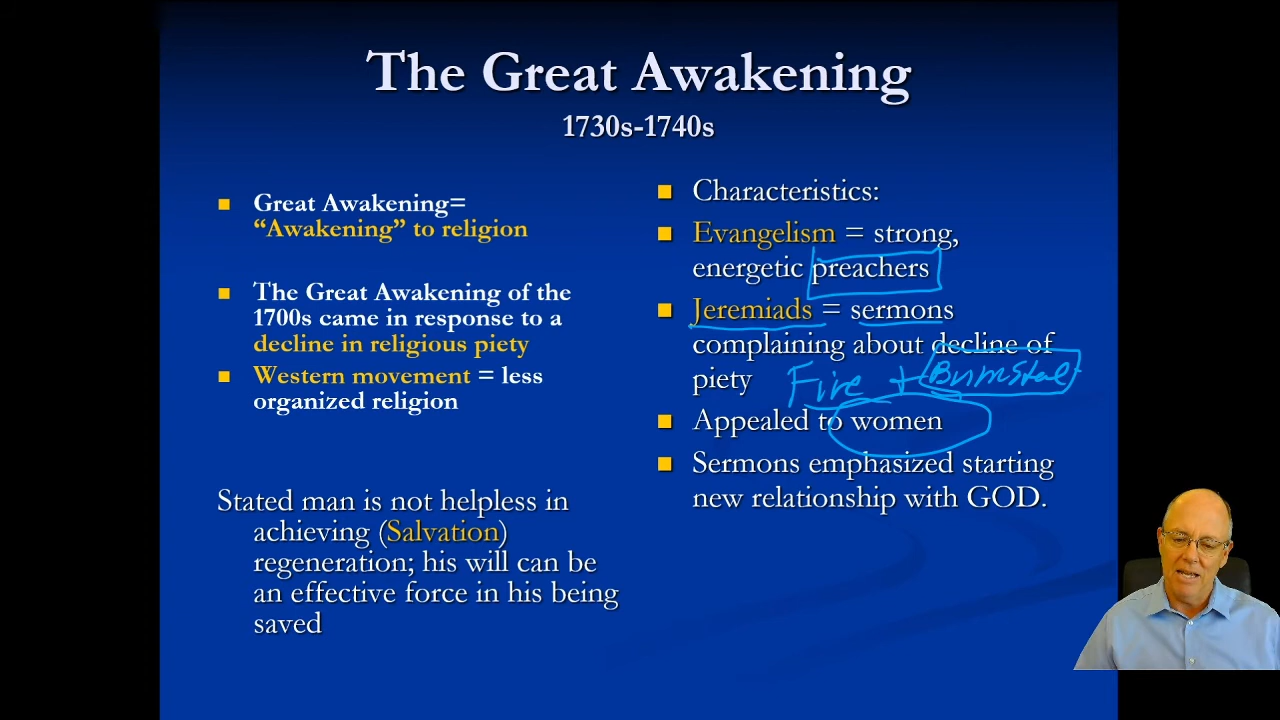 The Great Awakening
1730s-1740s
Great Awakening=
“Awakening” to religion
The Great Awakening of the
1700s came in response to a
decline in religious piety
Western movement = less
organized religion
Stated man is not helpless in
achieving (Salvation)
regeneration; his will can be
an effective force in his being
saved
Characteristics:
Evangelism = strong,
energetic preachers
Jeremiads = sermons
complaining about decline of
piety Fire +
Appealed to women
Sermons emphasized starting
new relationship with GOD.